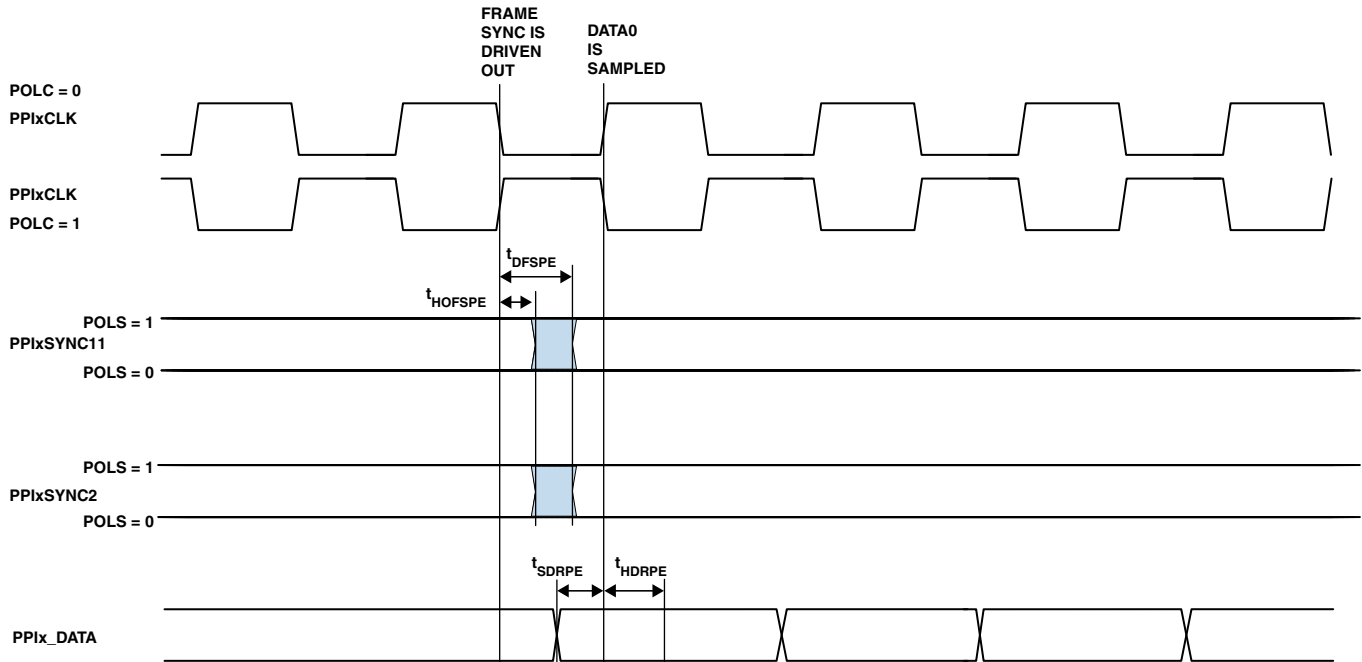 FRAME
SYNC IS
DRIVEN
OUT
DATA0
IS
SAMPLED
POLC = 0
PPIxCLK
PPIxCLK
POLC = 1
tDFSPE
tHOFSPE
POLS = 1
PPIxSYNC11
POLS = 0
POLS = 1
PPIxSYNC2
POLS = 0
tSDRPE
tHDRPE
PPIx_DATA